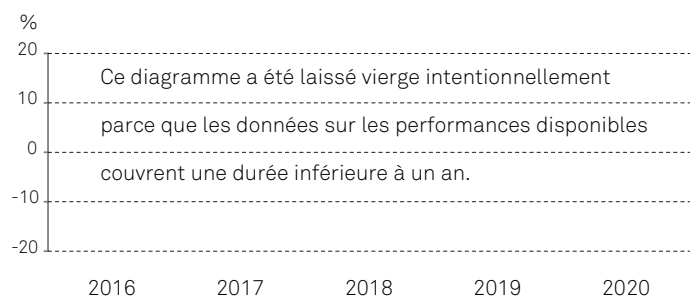 %
20
Ce diagramme a été laissé vierge intentionnellement
10
parce que les données sur les performances disponibles
0
couvrent une durée inférieure à un an.
-10
-20
2016 2017 2018 2019 2020